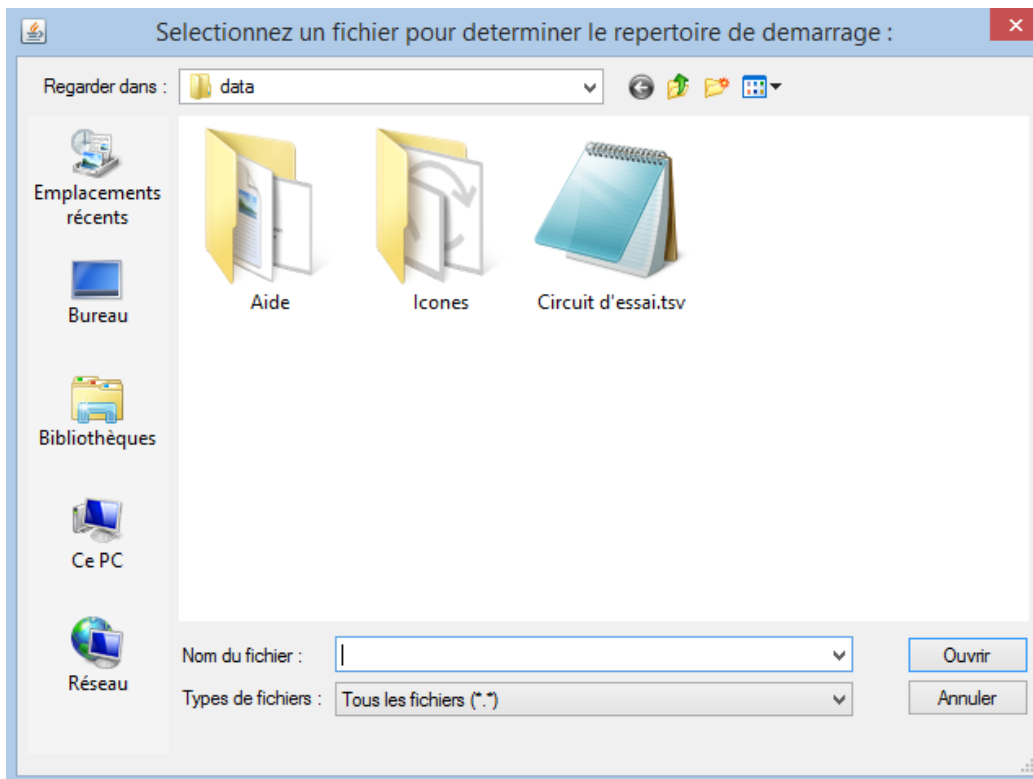 Selectionnez un fichier pour determiner le repertoire de demarrage :
Regarder dans :
data
Emplacements
récents
Bureau
Bibliothèques
Ce PC
Réseau
Aide
Icones
Circuit d'essai.tsv
Nom du fichier :
Ouvrir
Types de fichiers :
Tous les fichiers (*.*)
Annuler